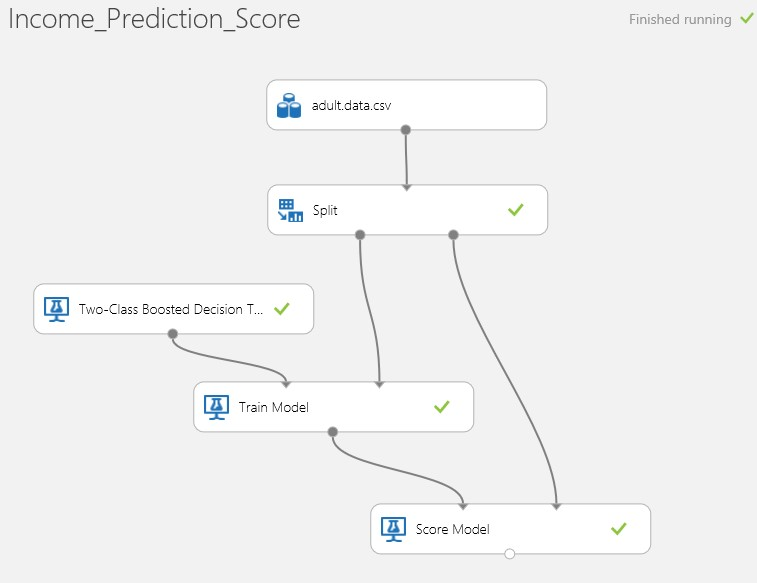 Income_Prediction_Score
Finished running
adult.data.csv
Split
Two-Class Boosted Decision T...
Train Model
Score Model